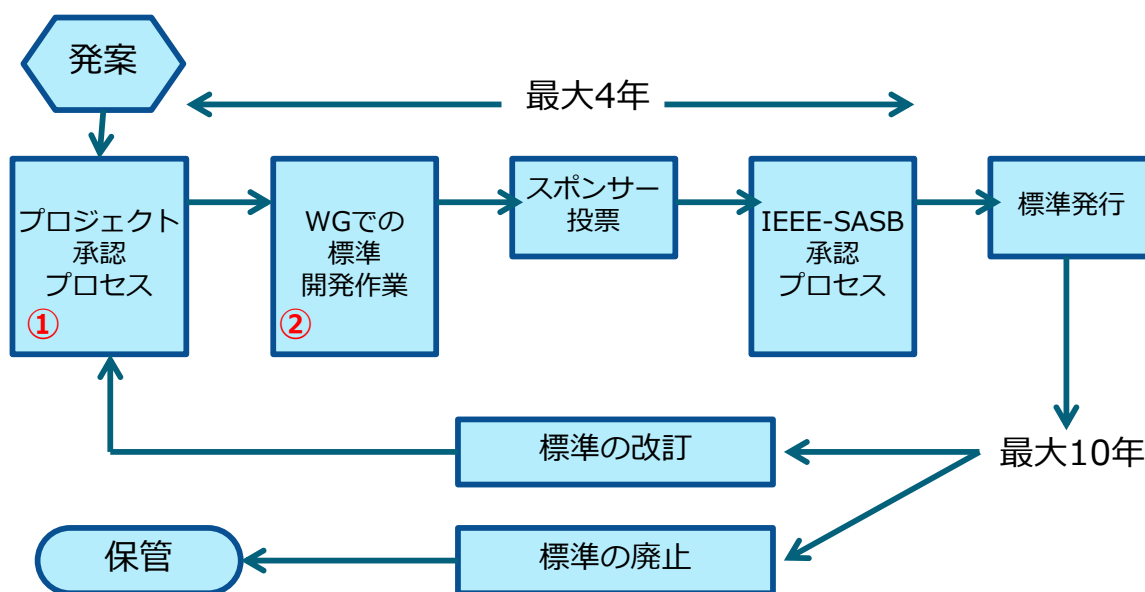 発案
最大4年
プロジェクト
承認
プロセス
①
WGでの
標準
開発作業
②
スポンサー
投票
IEEE-SASB
承認
プロセス
標準発行
標準の改訂
最大10年
保管
標準の廃止